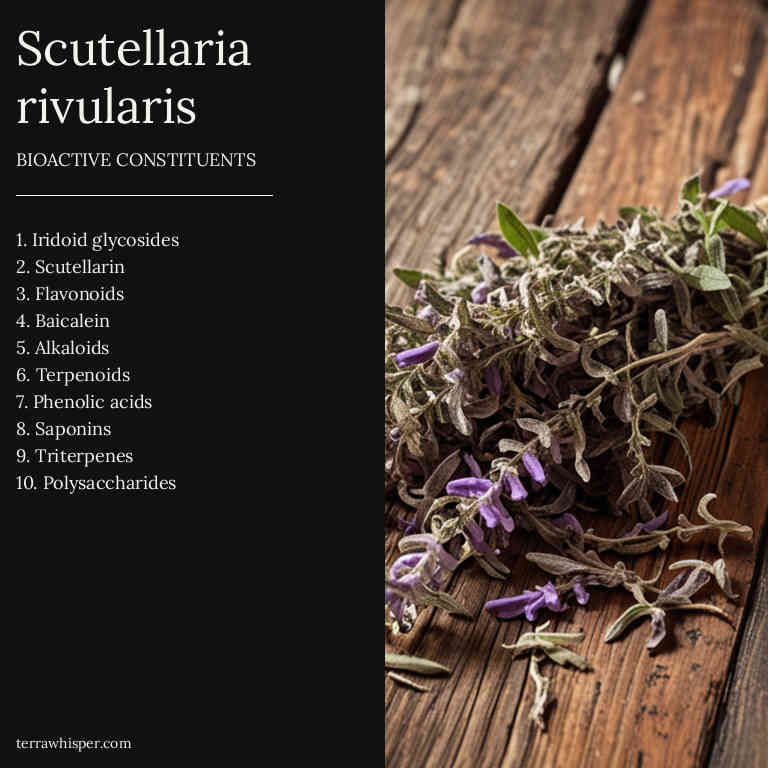 Scutellaria
rivularis
BIOACTIVE CONSTITUENTS
1. Iridoid glycosides
2. Scutellarin
3. Flavonoids
4. Baicalein
5. Alkaloids
6. Terpenoids
7. Phenolic acids
8. Saponins
9. Triterpenes
10. Polysaccharides
terrawhisper.com